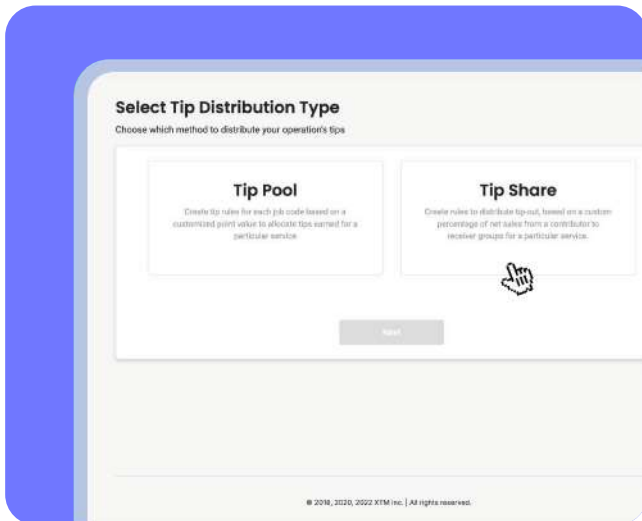 Select Tip Distribution Type
Choose which method to distribute your operation's tips
Tip Pool
Create tip rules for each job code based on a
customized point value to allocate tips earned for a
particular service
Tip Share
Create rules to distribute tip-out, based on a custom
percentage of net sales from a contributor to
receiver groups for a particular service.
Next
© 2018, 2020, 2022 XTM Inc. | All rights reserved.